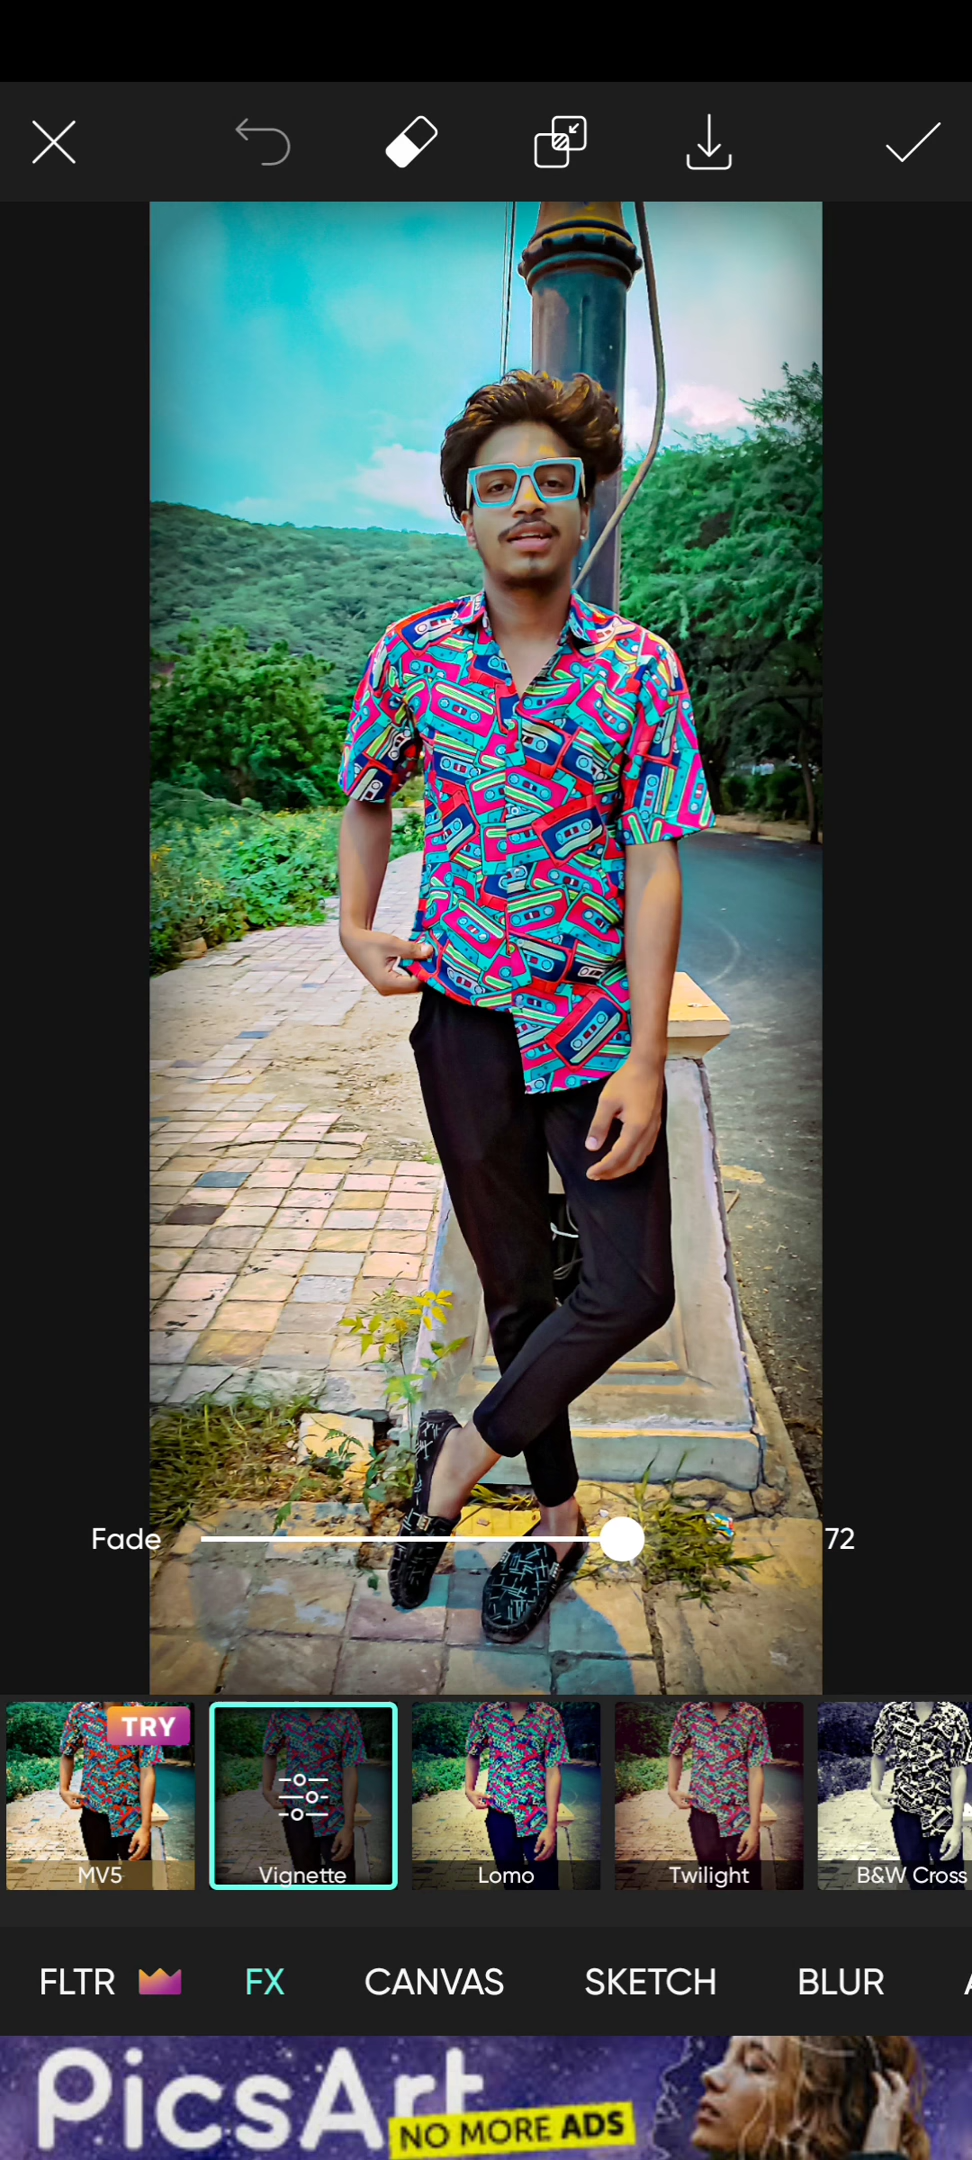 Fade 72
TRY
MV5 Vignette Lomo Twilight B&W Cross
FLTR FX CANVAS SKETCH BLUR
PicsArt
NO MORE ADS